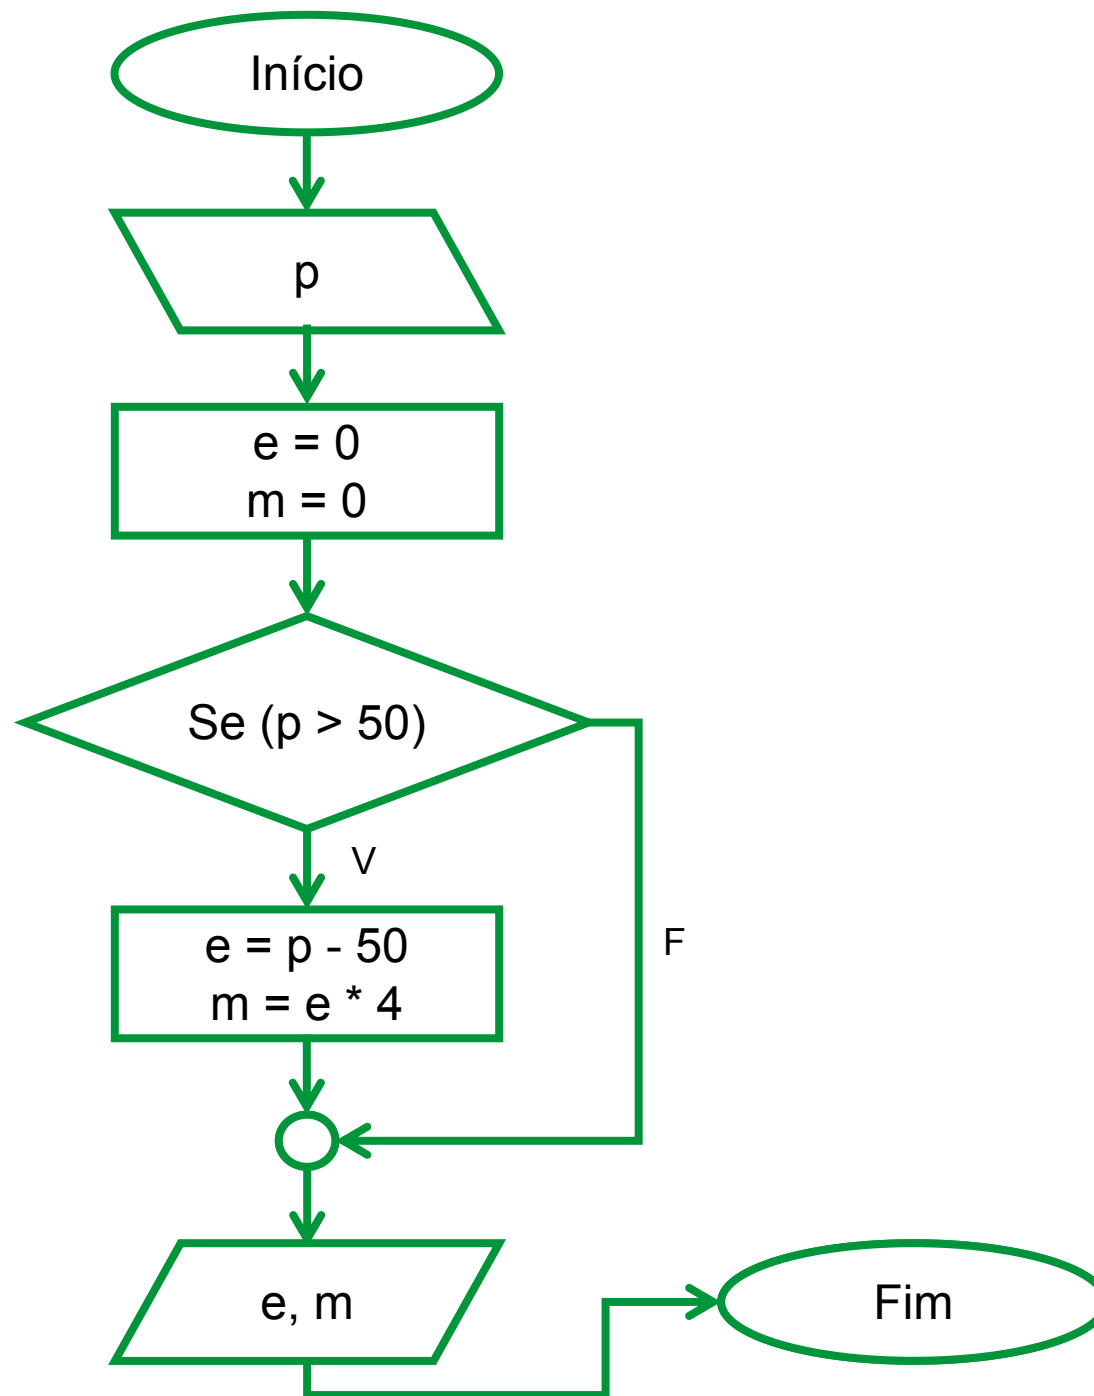 Início
p
e = 0
m = 0
Se (p > 50)
V
F
e = p - 50
m = e * 4
e, m
Fim